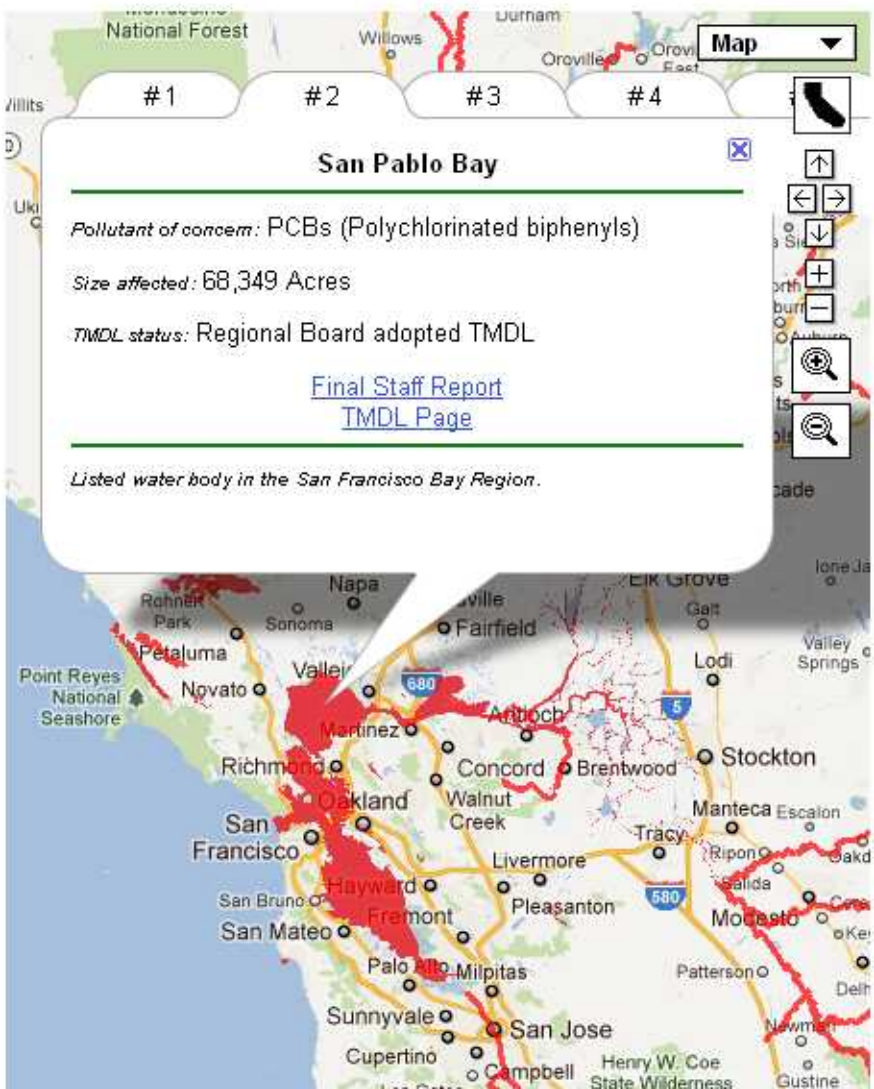 Durham
National Forest
Willows
Oroville
Map
#1
#2
#3
#4
San Pablo Bay
Pollutant of concern: PCBs (Polychlorinated biphenyls)
Size affected: 68,349 Acres
TMDL status: Regional Board adopted TMDL
Final Staff Report
TMDL Page
Listed water body in the San Francisco Bay Region.
Napa
Elk Grove
Rohnert
Park
Sonoma
Fairfield
Galt
Petaluma
Lodi
Valley
Springs
Point Reyes
National
Seashore
Novato
680
5
Martinez
Antioch
Richmond
Concord
Brentwood
Stockton
Oakland
Walnut
Creek
Manteca
Escalon
San
Francisco
Tracy
Ripon
Livermore
Salida
Hayward
San Bruno
Pleasanton
580
Fremont
Modesto
San Mateo
Palo Alto
Milpitas
Patterson
Sunnyvale
San Jose
Newman
Cupertino
Campbell
Henry W. Coe
State Wilderness
Gustine